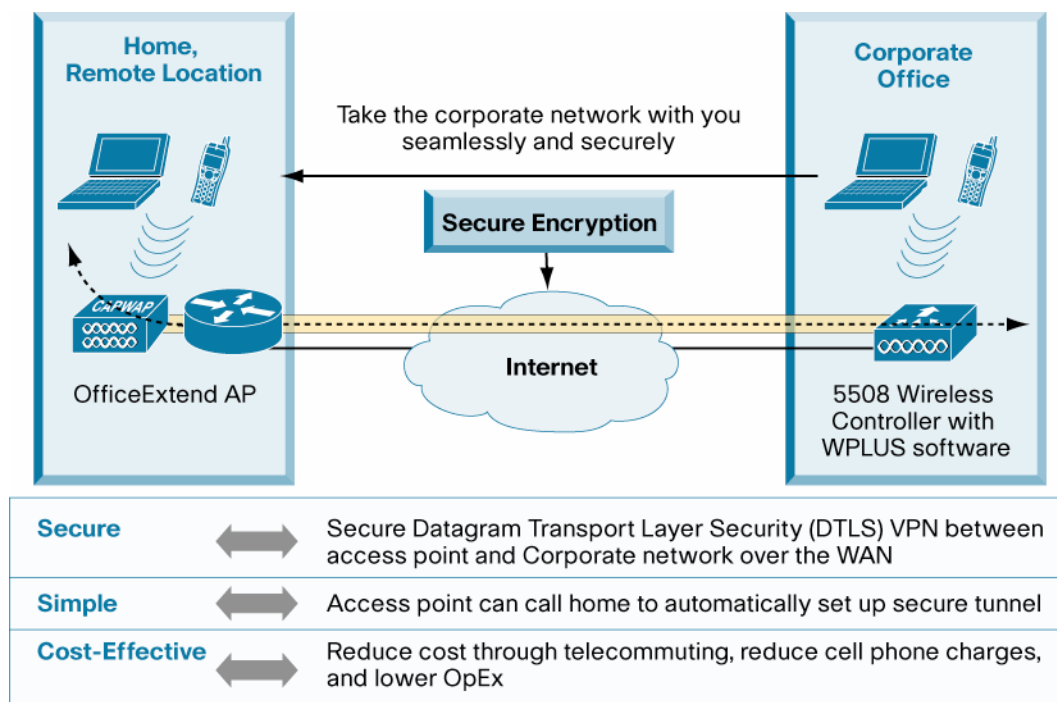 Home,
Remote Location
Corporate
Office
Take the corporate network with you
seamlessly and securely
Secure Encryption
CAPWAP
Internet
OfficeExtend AP
5508 Wireless
Controller with
WPLUS software
Secure
Secure Datagram Transport Layer Security (DTLS) VPN between
access point and Corporate network over the WAN
Simple
Access point can call home to automatically set up secure tunnel
Cost-Effective
Reduce cost through telecommuting, reduce cell phone charges,
and lower OpEx